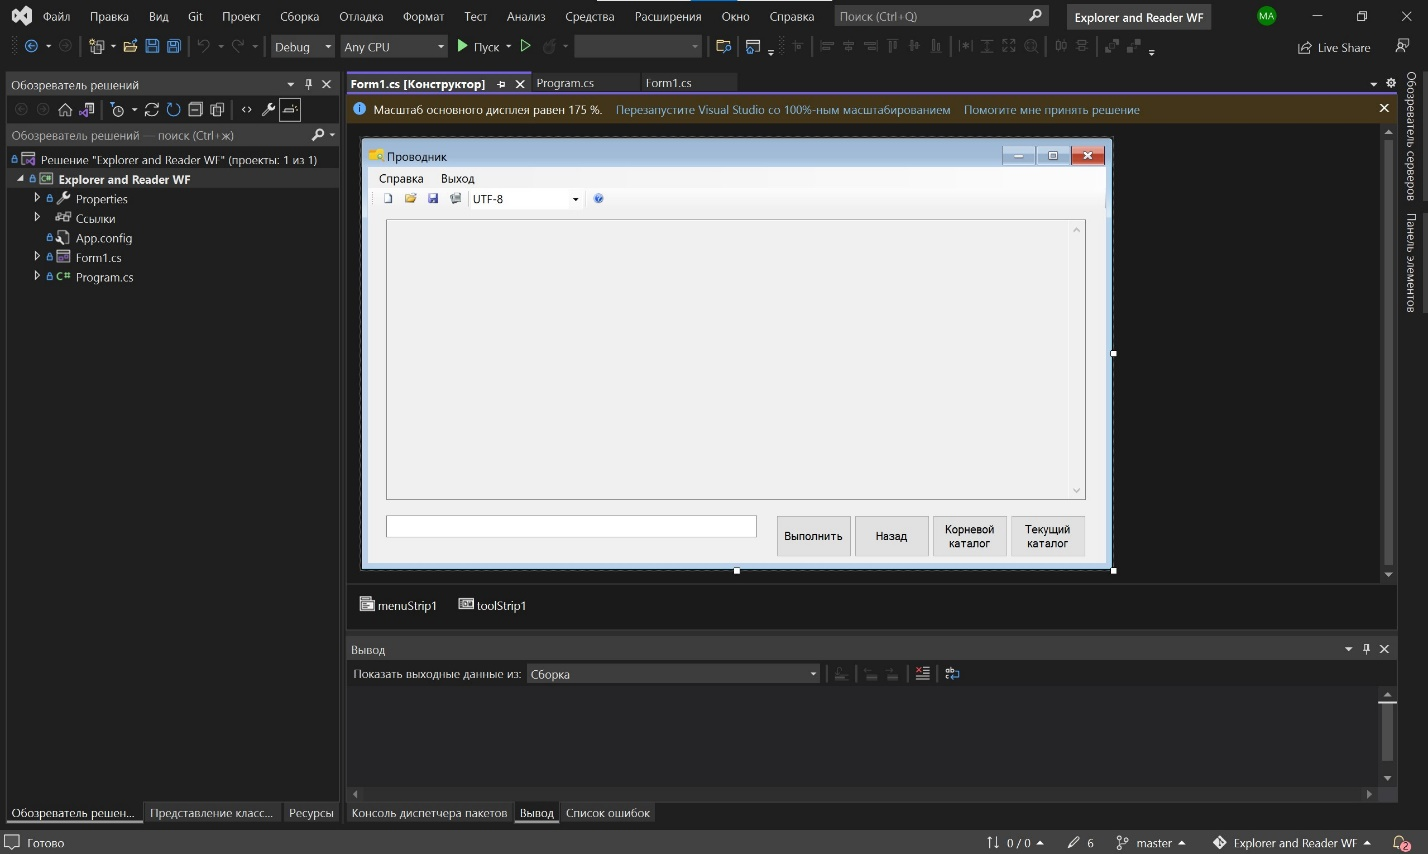 Файл Правка Вид Git Проект Сборка Отладка Формат Тест Анализ Средства Расширения Окно Справка Поиск (Ctrl+Q) Explorer and Reader WF MA
Debug Any CPU Пуск Live Share
Обозреватель решений
Обозреватель решений — поиск (Ctrl+ж)
Решение "Explorer and Reader WF" (проекты: 1 из 1)
Explorer and Reader WF
Properties
Ссылки
App.config
Form1.cs
Program.cs
Form1.cs [Конструктор] Program.cs Form1.cs
Масштаб основного дисплея равен 175 %. Перезапустите Visual Studio со 100%-ным масштабированием Помогите мне принять решение
Проводник
Справка Выход
UTF-8
Выполнить
Назад
Корневой
каталог
Текущий
каталог
menuStrip1 toolStrip1
Вывод
Показать выходные данные из: Сборка
Обозреватель серверов
Панель элементов
Обозреватель решен... Представление класс... Ресурсы
Консоль диспетчера пакетов Вывод Список ошибок
Готово 0 / 0 6 master Explorer and Reader WF 2